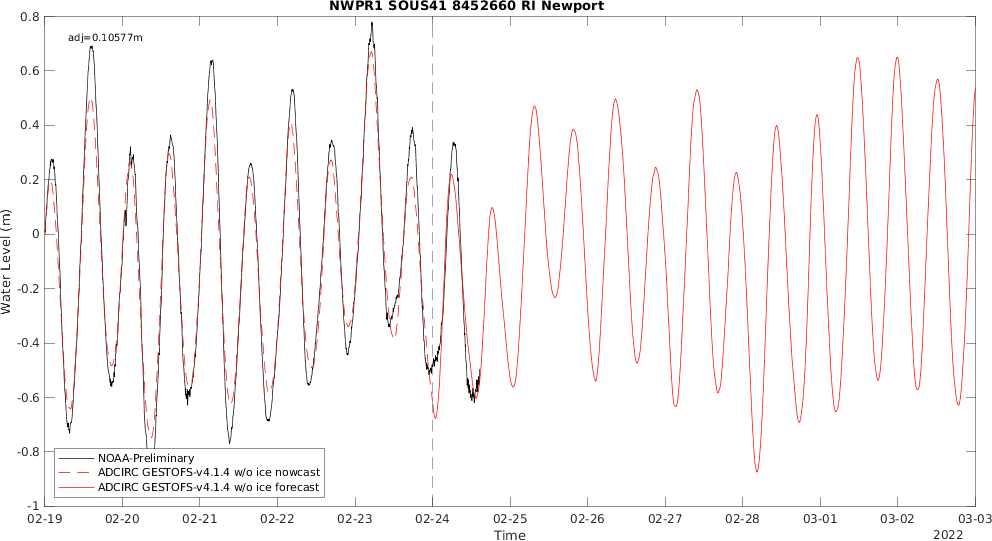 NWPR1 SOUS41 8452660 RI Newport
adj=0.10577m
0.8
0.6
0.4
0.2
0
-0.2
-0.4
-0.6
-0.8
-1
Water Level (m)
NOAA-Preliminary
ADCIRC GESTOFS-v4.1.4 w/o ice nowcast
ADCIRC GESTOFS-v4.1.4 w/o ice forecast
02-19 02-20 02-21 02-22 02-23 02-24 02-25 02-26 02-27 02-28 03-01 03-02 03-03
Time
2022